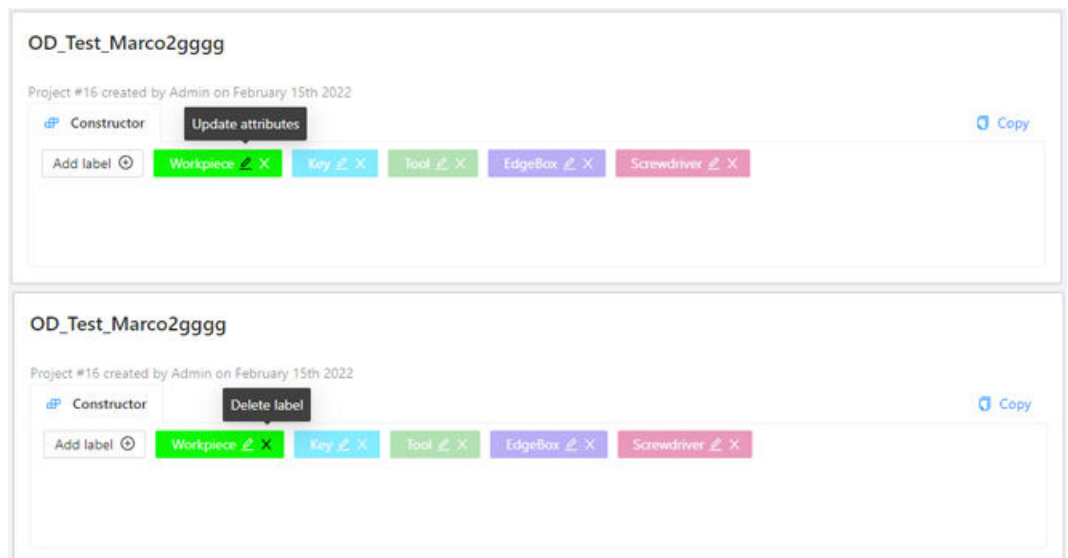 OD_Test_Marco2gggg
Project #16 created by Admin on February 15th 2022
Constructor
Update attributes
Copy
Add label
Workpiece
Key
Tool
EdgeBox
Screwdriver
OD_Test_Marco2gggg
Project #16 created by Admin on February 15th 2022
Constructor
Delete label
Copy
Add label
Workpiece
Key
Tool
EdgeBox
Screwdriver